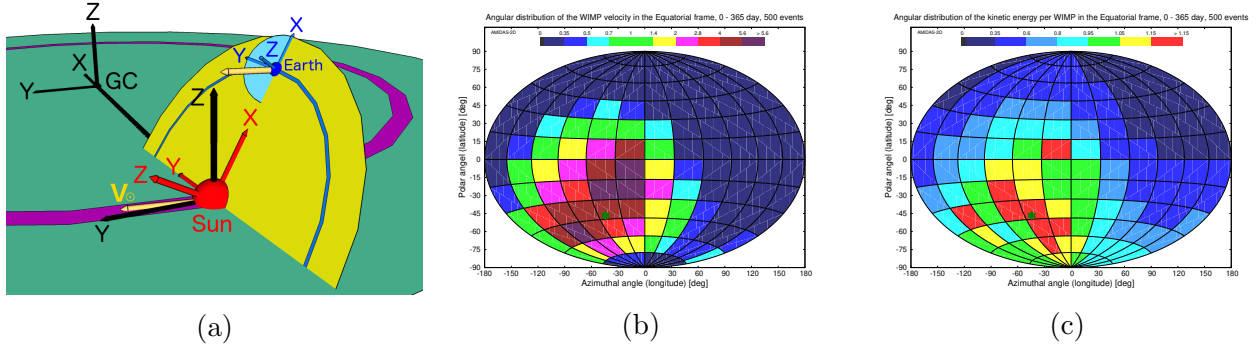 Z
X
Y
GC
Z
X
Y
Z
Earth
X
Y
Z
V⊙
Y
Sun
(a)
Angular distribution of the WIMP velocity in the Equatorial frame, 0 - 365 day, 500 events
AMIDAS-2D
0 0.35 0.5 0.7 1 1.4 2 2.8 4 5.6 > 5.6
Polar angel (latitude) [deg]
90
75
60
45
30
15
0
-15
-30
-45
-60
-75
-90
-180 -150 -120 -90 -60 -30 0 30 60 90 120 150 180
Azimuthal angle (longitude) [deg]
(b)
Angular distribution of the kinetic energy per WIMP in the Equatorial frame, 0 - 365 day, 500 events
AMIDAS-2D
0 0.35 0.6 0.8 0.95 1.05 1.15 > 1.15
Polar angel (latitude) [deg]
90
75
60
45
30
15
0
-15
-30
-45
-60
-75
-90
-180 -150 -120 -90 -60 -30 0 30 60 90 120 150 180
Azimuthal angle (longitude) [deg]
(c)